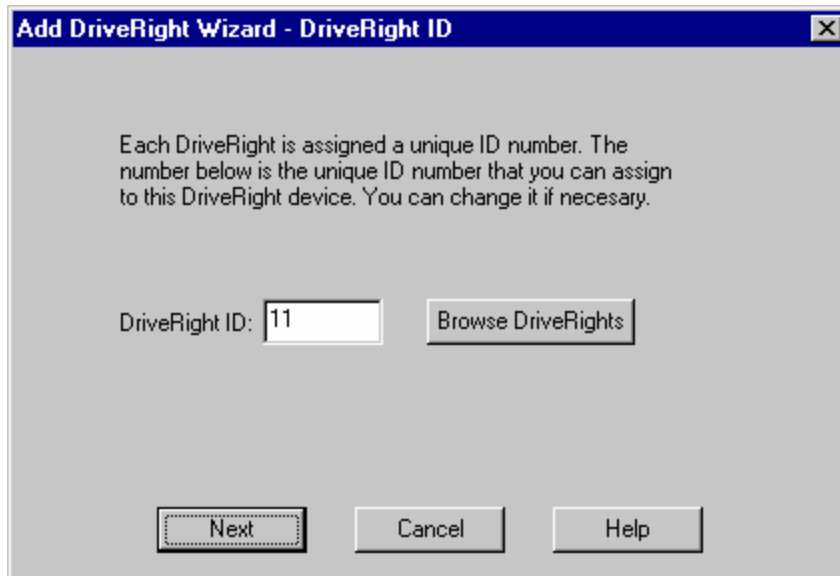 Add DriveRight Wizard - DriveRight ID
Each DriveRight is assigned a unique ID number. The
number below is the unique ID number that you can assign
to this DriveRight device. You can change it if necesary.
DriveRight ID: 11 Browse DriveRights
Next Cancel Help